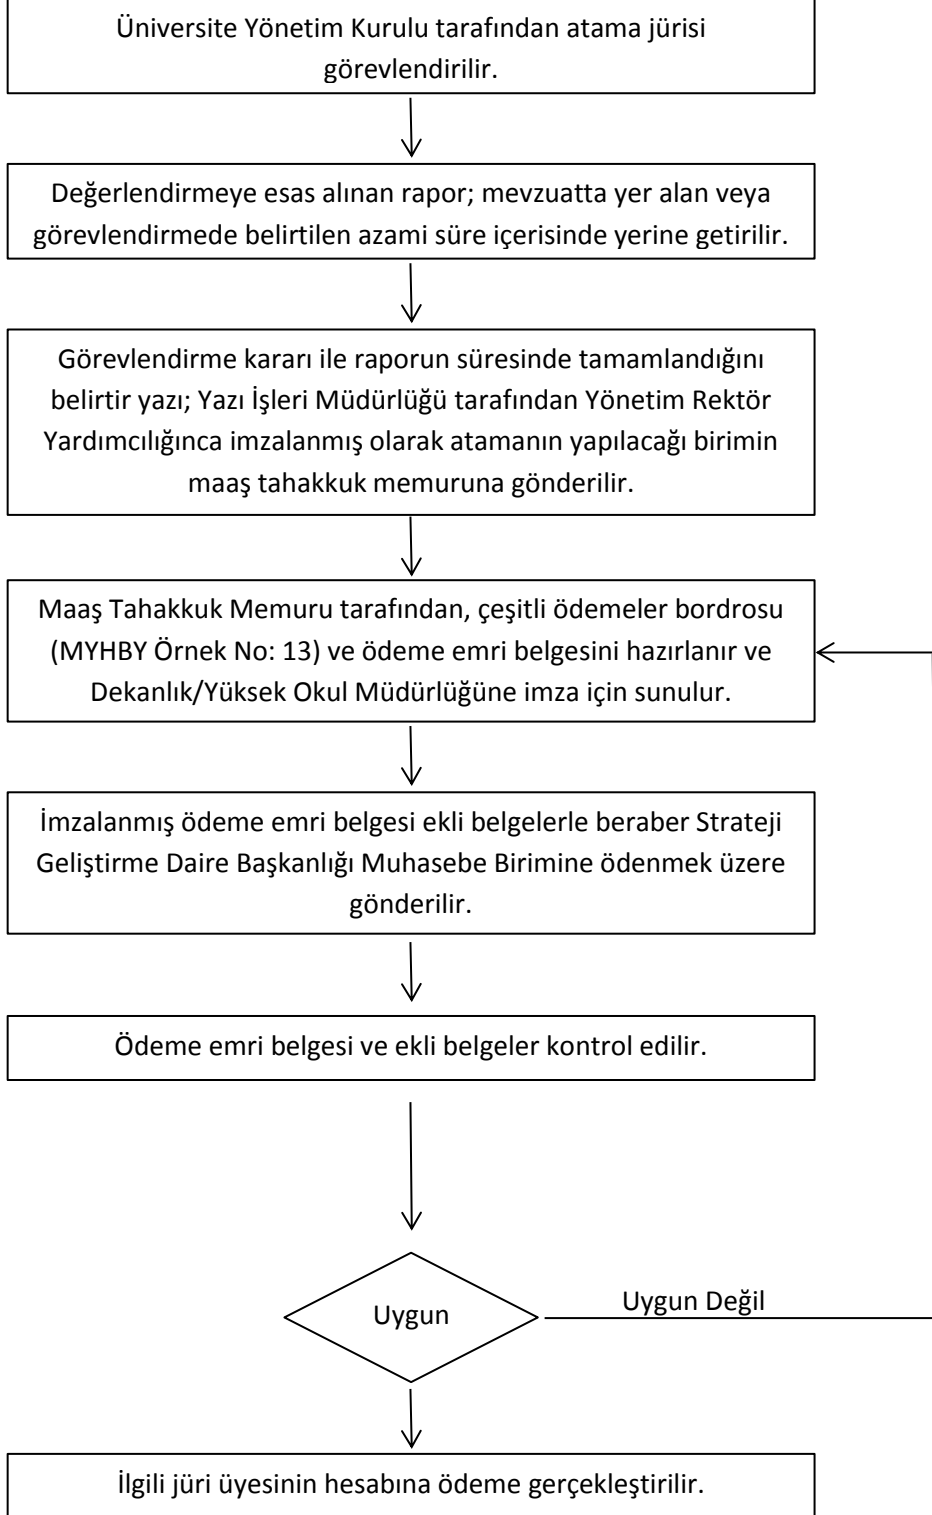 Üniversite Yönetim Kurulu tarafından atama jürisi
görevlendirilir.
Değerlendirmeye esas alınan rapor; mevzuatta yer alan veya
görevlendirmede belirtilen azami süre içerisinde yerine getirilir.
Görevlendirme kararı ile raporun süresinde tamamlandığını
belirtir yazı; Yazı İşleri Müdürlüğü tarafından Yönetim Rektör
Yardımcılığınca imzalanmış olarak atamanın yapılacağı birimin
maaş tahakkuk memuruna gönderilir.
Maaş Tahakkuk Memuru tarafından, çeşitli ödemeler bordrosu
(MYHBY Örnek No: 13) ve ödeme emri belgesini hazırlanır ve
Dekanlık/Yüksek Okul Müdürlüğüne imza için sunulur.
İmzalanmış ödeme emri belgesi ekli belgelerle beraber Strateji
Geliştirme Daire Başkanlığı Muhasebe Birimine ödenmek üzere
gönderilir.
Ödeme emri belgesi ve ekli belgeler kontrol edilir.
Uygun
Uygun Değil
İlgili jüri üyesinin hesabına ödeme gerçekleştirilir.